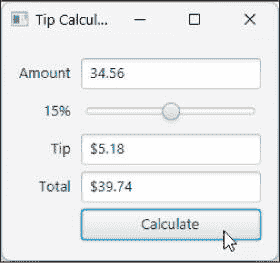 Tip Calcul...
Amount 34.56
15%
Tip $5.18
Total $39.74
Calculate